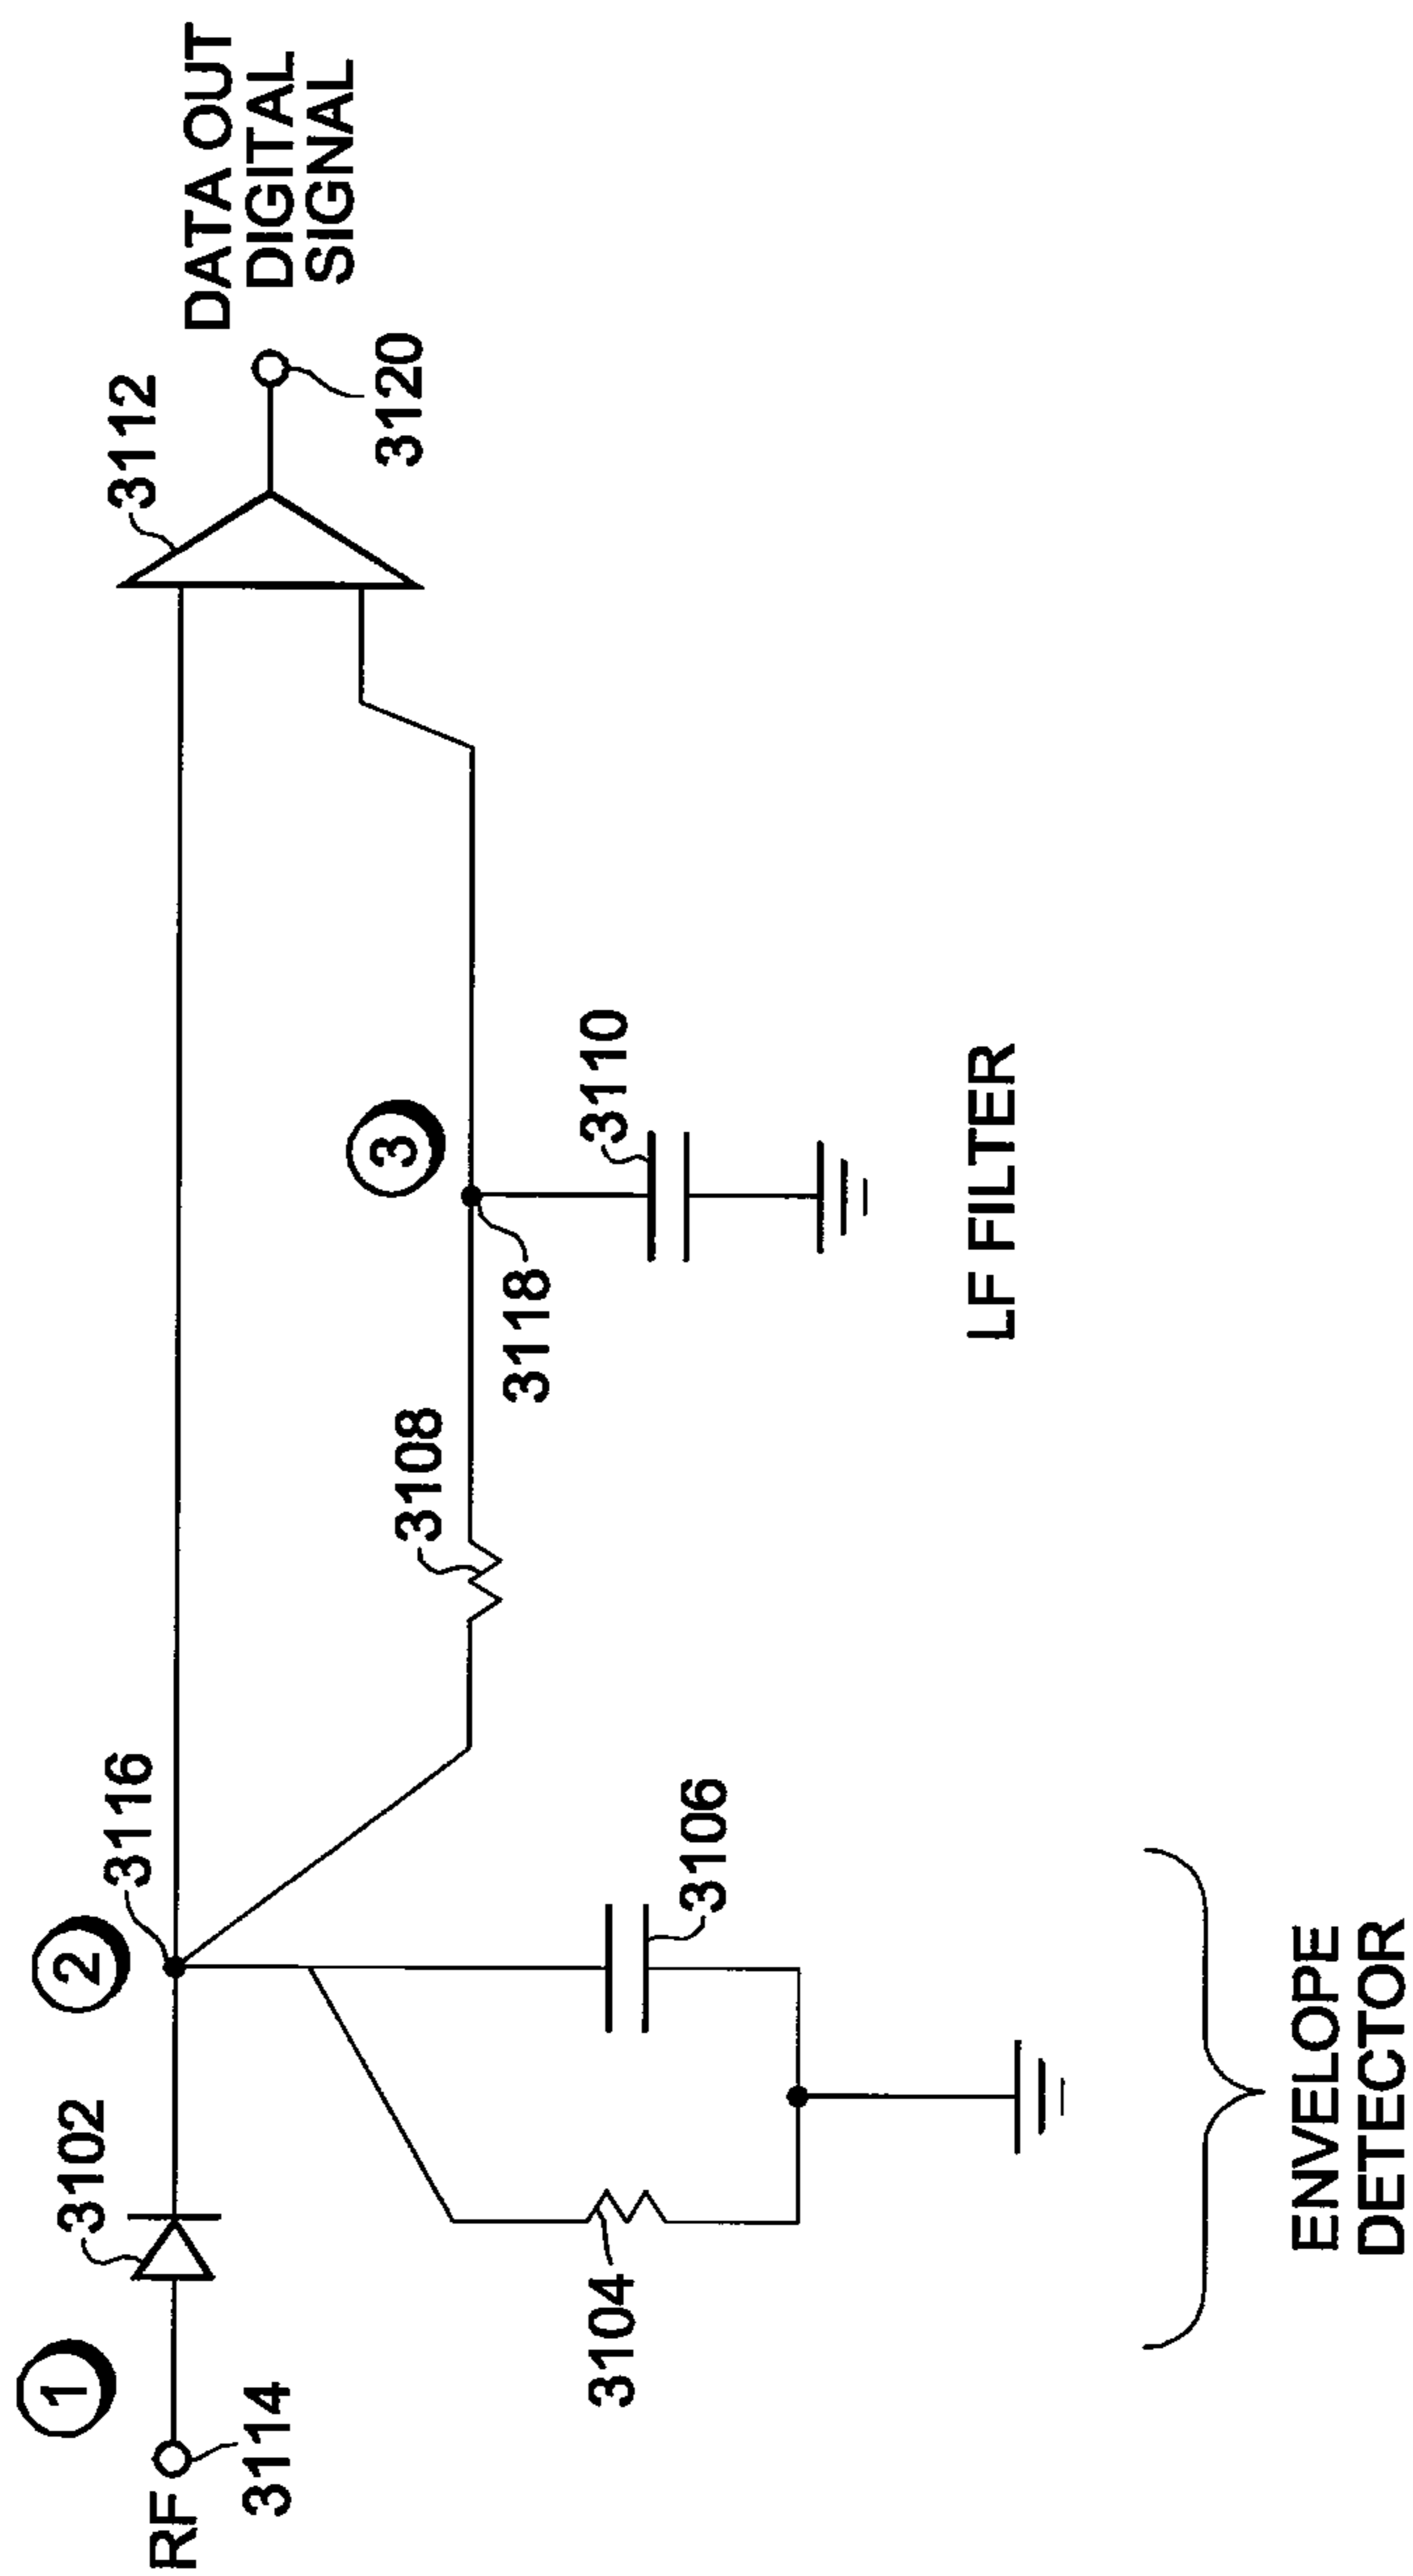 RF
3114
1
3102
2
3116
3104
3106
3108
3
3118
3110
3112
3120
DATA OUT
DIGITAL
SIGNAL
ENVELOPE
DETECTOR
LF FILTER